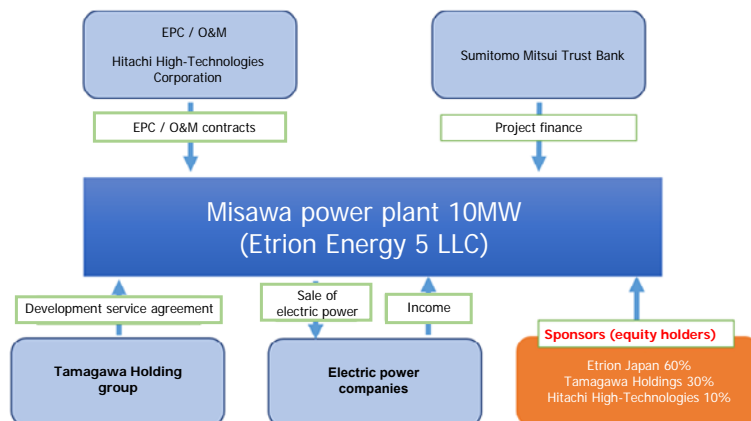 EPC / O&M
Hitachi High-Technologies
Corporation
Sumitomo Mitsui Trust Bank
EPC / O&M contracts
Project finance
Misawa power plant 10MW
(Etrion Energy 5 LLC)
Development service agreement
Sale of
electric power
Income
Sponsors (equity holders)
Tamagawa Holding
group
Electric power
companies
Etrion Japan 60%
Tamagawa Holdings 30%
Hitachi High-Technologies 10%